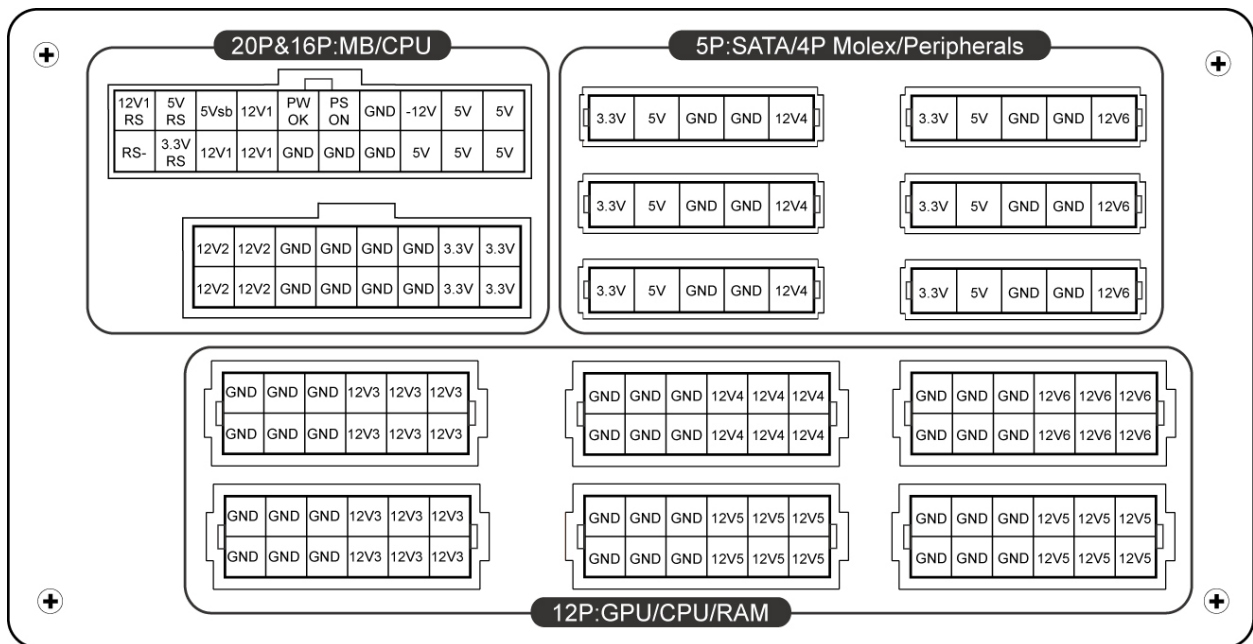 20P&16P:MB/CPU
12V1 RS 5V RS 5Vsb 12V1 PW OK PS ON GND -12V 5V 5V
RS- 3.3V RS 12V1 12V1 GND GND GND 5V 5V 5V
12V2 12V2 GND GND GND GND 3.3V 3.3V
12V2 12V2 GND GND GND GND 3.3V 3.3V
5P:SATA/4P Molex/Peripherals
3.3V 5V GND GND 12V4
3.3V 5V GND GND 12V6
3.3V 5V GND GND 12V4
3.3V 5V GND GND 12V6
3.3V 5V GND GND 12V4
3.3V 5V GND GND 12V6
GND GND GND 12V3 12V3 12V3
GND GND GND 12V3 12V3 12V3
GND GND GND 12V4 12V4 12V4
GND GND GND 12V4 12V4 12V4
GND GND GND 12V6 12V6 12V6
GND GND GND 12V6 12V6 12V6
GND GND GND 12V3 12V3 12V3
GND GND GND 12V3 12V3 12V3
GND GND GND 12V5 12V5 12V5
GND GND GND 12V5 12V5 12V5
GND GND GND 12V5 12V5 12V5
GND GND GND 12V5 12V5 12V5
12P:GPU/CPU/RAM